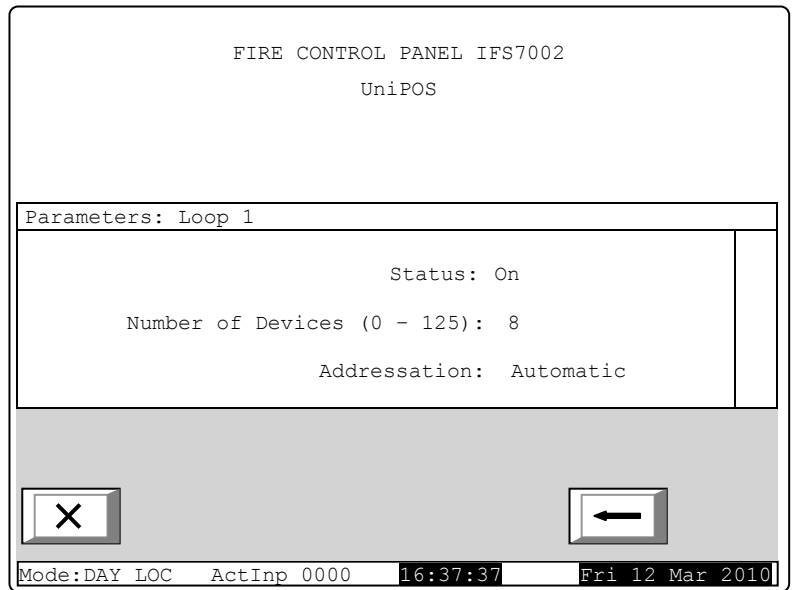 FIRE CONTROL PANEL IFS7002
UniPOS
Parameters: Loop 1
Status: On
Number of Devices (0 – 125): 8
Addressation: Automatic
Mode:DAY LOC ActInp 0000 16:37:37 Fri 12 Mar 2010